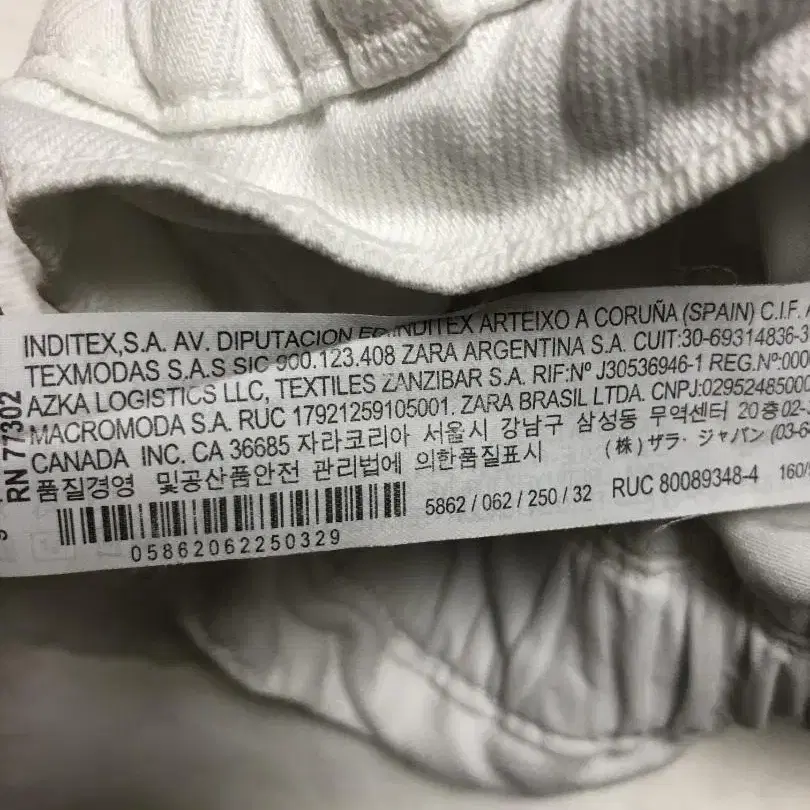 INDITEX,S.A. AV. DIPUTACION INDITEX ARTEIXO A CORUÑA (SPAIN) C.I.F.
TEXMODAS S.A.S SIC 900.123.408 ZARA ARGENTINA S.A. CUIT:30-69314836-3
AZKA LOGISTICS LLC, TEXTILES ZANZIBAR S.A. RIF:Nº J30536946-1 REG.Nº:000
MACROMODA S.A. RUC 17921259105001. ZARA BRASIL LTDA. CNPJ:0295248500
CANADA INC. CA 36685 자라코리아 서울시 강남구 삼성동 무역센터 20층02-
품질경영 및공산품안전 관리법에 의한품질표시 (株)ザラ・ジャパン (03-6
RN 77302
05862062250329
5862 / 062 / 250 / 32 RUC 80089348-4 160/